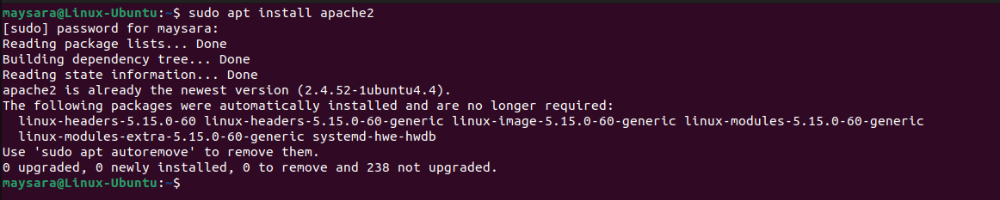 maysara@Linux-Ubuntu:~$ sudo apt install apache2
[sudo] password for maysara:
Reading package lists... Done
Building dependency tree... Done
Reading state information... Done
apache2 is already the newest version (2.4.52-1ubuntu4.4).
The following packages were automatically installed and are no longer required:
  linux-headers-5.15.0-60 linux-headers-5.15.0-60-generic linux-image-5.15.0-60-generic linux-modules-5.15.0-60-generic
  linux-modules-extra-5.15.0-60-generic systemd-hwe-hwdb
Use 'sudo apt autoremove' to remove them.
0 upgraded, 0 newly installed, 0 to remove and 238 not upgraded.
maysara@Linux-Ubuntu:~$